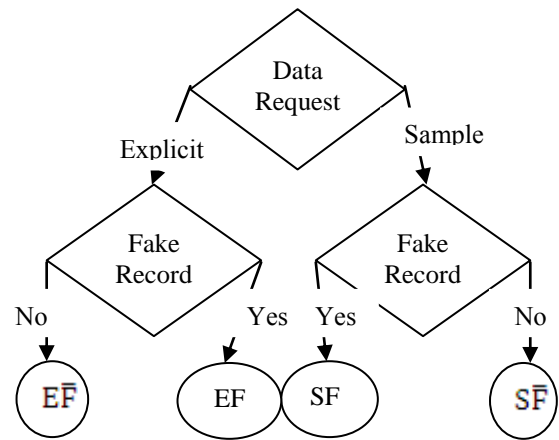 Data
Request
Explicit
Sample
Fake
Record
Fake
Record
No
Yes
Yes
No
EF̅
EF
SF
SF̅